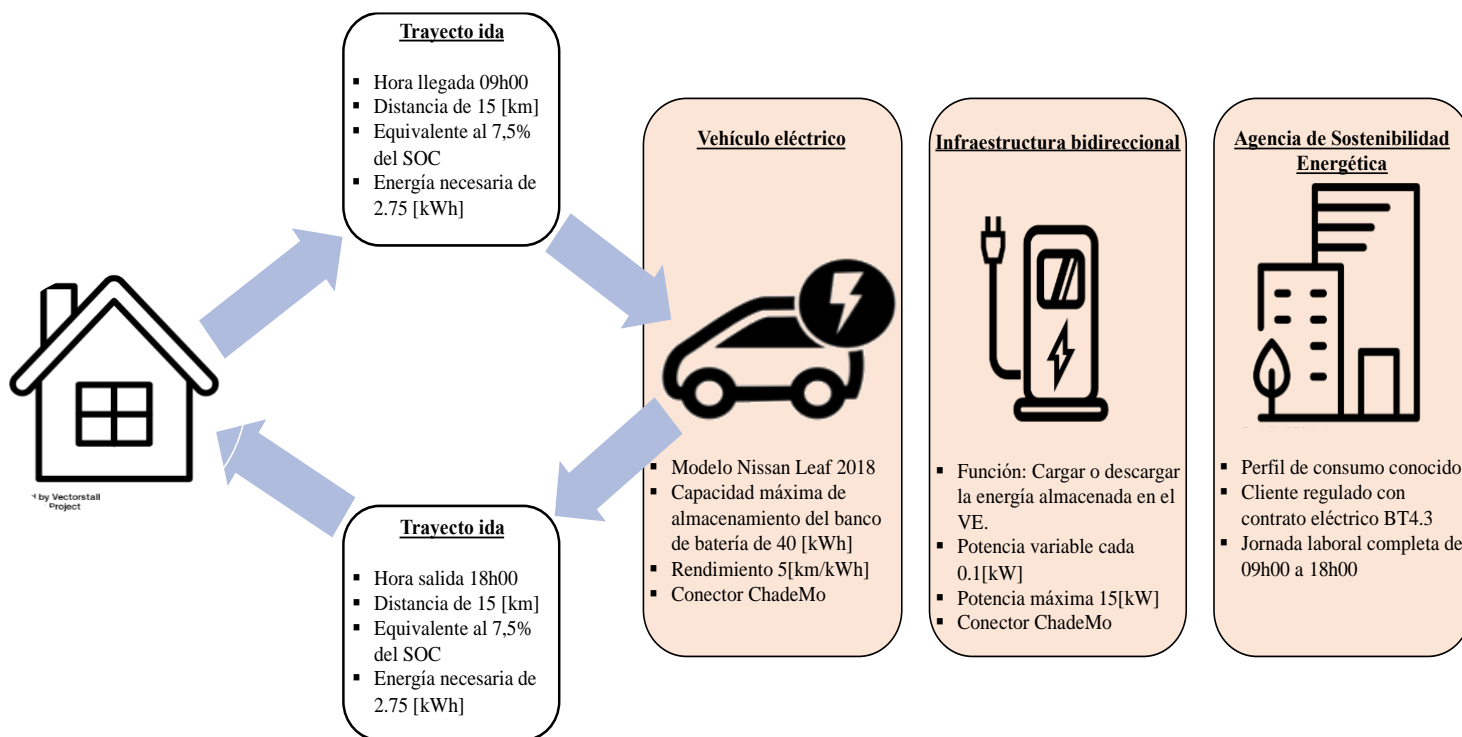 Trayecto ida
▪ Hora llegada 09h00
▪ Distancia de 15 [km]
▪ Equivalente al 7,5%
del SOC
▪ Energía necesaria de
2.75 [kWh]
by Vectorstall
Project
Trayecto ida
▪ Hora salida 18h00
▪ Distancia de 15 [km]
▪ Equivalente al 7,5%
del SOC
▪ Energía necesaria de
2.75 [kWh]
Vehículo eléctrico
▪ Modelo Nissan Leaf 2018
▪ Capacidad máxima de
almacenamiento del banco
de batería de 40 [kWh]
▪ Rendimiento 5[km/kWh]
▪ Conector ChadeMo
Infraestructura bidireccional
▪ Función: Cargar o descargar
la energía almacenada en el
VE.
▪ Potencia variable cada
0.1[kW]
▪ Potencia máxima 15[kW]
▪ Conector ChadeMo
Agencia de Sostenibilidad
Energética
▪ Perfil de consumo conocido
▪ Cliente regulado con
contrato eléctrico BT4.3
▪ Jornada laboral completa de
09h00 a 18h00